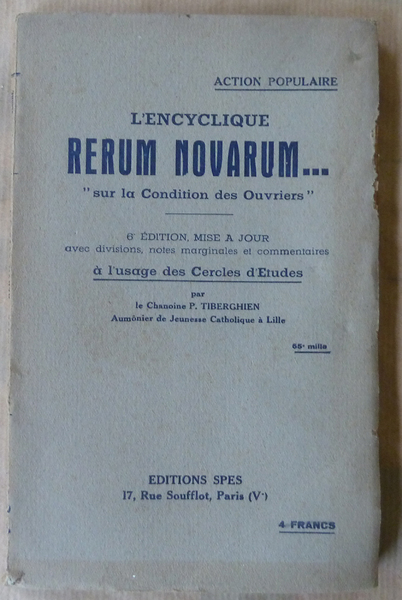 ACTION POPULAIRE
L'ENCYCLIQUE
RERUM NOVARUM...
"sur la Condition des Ouvriers"
6e ÉDITION, MISE A JOUR
avec divisions, notes marginales et commentaires
à l'usage des Cercles d'Etudes
par
le Chanoine P. TIBERGHIEN
Aumônier de Jeunesse Catholique à Lille
55e mille
EDITIONS SPES
17, Rue Soufflot, Paris (Ve)
4 FRANCS